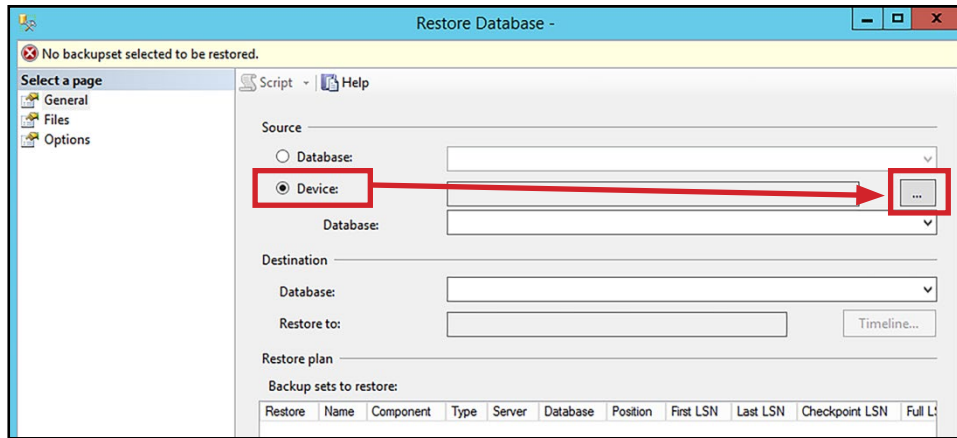 Restore Database -
No backupset selected to be restored.
Select a page
General
Files
Options
Script
Help
Source
Database:
Device:
...
Database:
Destination
Database:
Restore to:
Timeline...
Restore plan
Backup sets to restore:
Restore Name Component Type Server Database Position First LSN Last LSN Checkpoint LSN Full